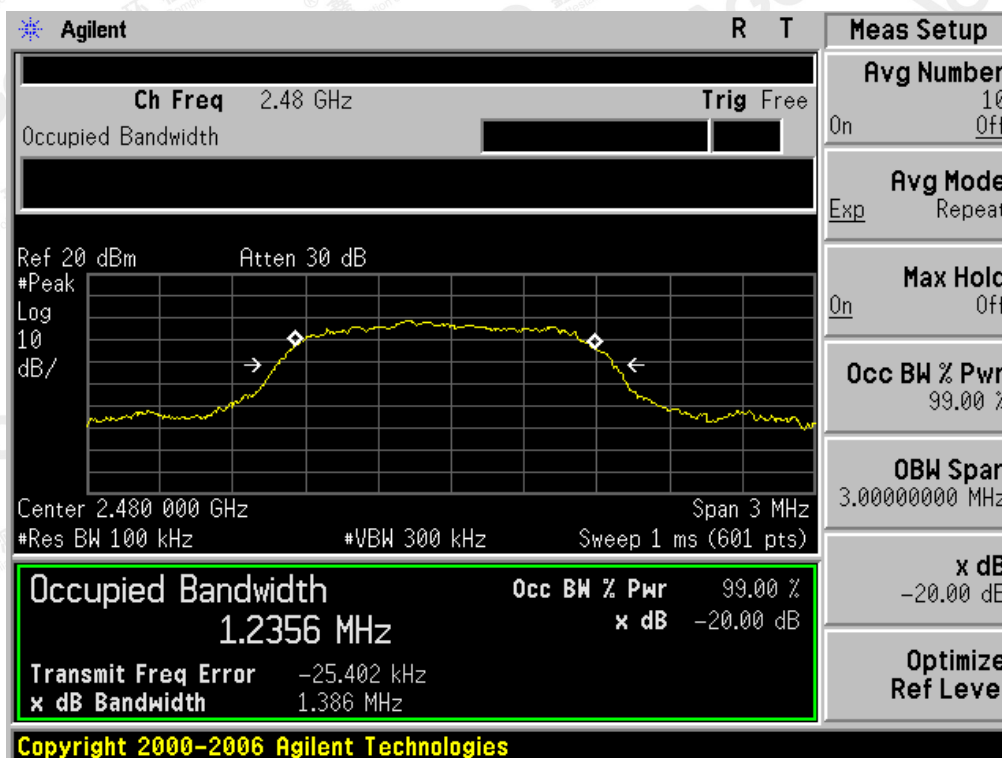 Agilent R T
Ch Freq 2.48 GHz Trig Free
Occupied Bandwidth
Ref 20 dBm Atten 30 dB
#Peak
Log
10
dB/
Center 2.480 000 GHz Span 3 MHz
#Res BW 100 kHz #VBW 300 kHz Sweep 1 ms (601 pts)
Occupied Bandwidth Occ BW % Pwr 99.00 %
1.2356 MHz x dB -20.00 dB
Transmit Freq Error -25.402 kHz
x dB Bandwidth 1.386 MHz
Copyright 2000-2006 Agilent Technologies
Meas Setup
Avg Number
10
On Off
Avg Mode
Exp Repeat
Max Hold
On Off
Occ BW % Pwr
99.00 %
OBW Span
3.00000000 MHz
x dB
-20.00 dB
Optimize
Ref Level